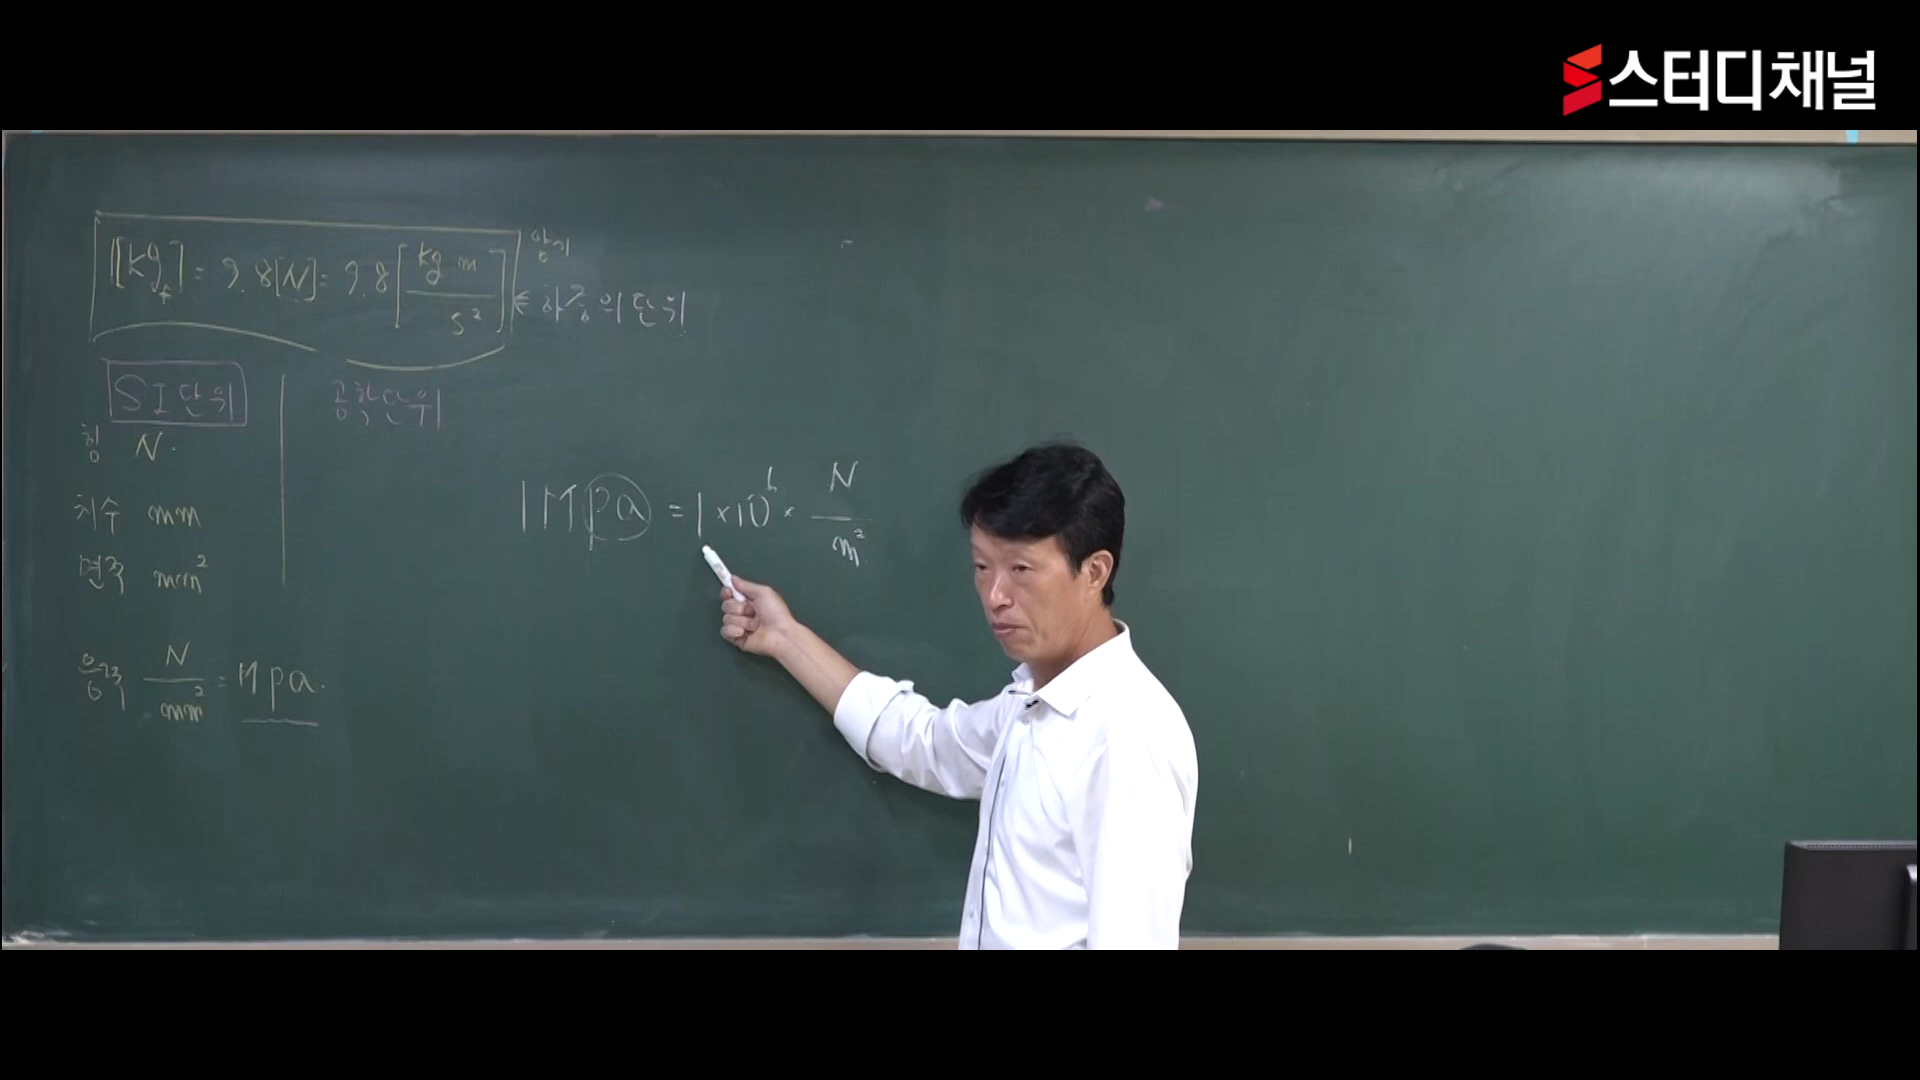 스터디채널
1[kgf] = 9.8[N] = 9.8[kg m / s²] 암기
← 하중의 단위
SI단위 공학단위
힘 N.
치수 mm
면적 mm²
1MPa = 1×10⁶ × N/m²
응력 N/mm² = MPa.